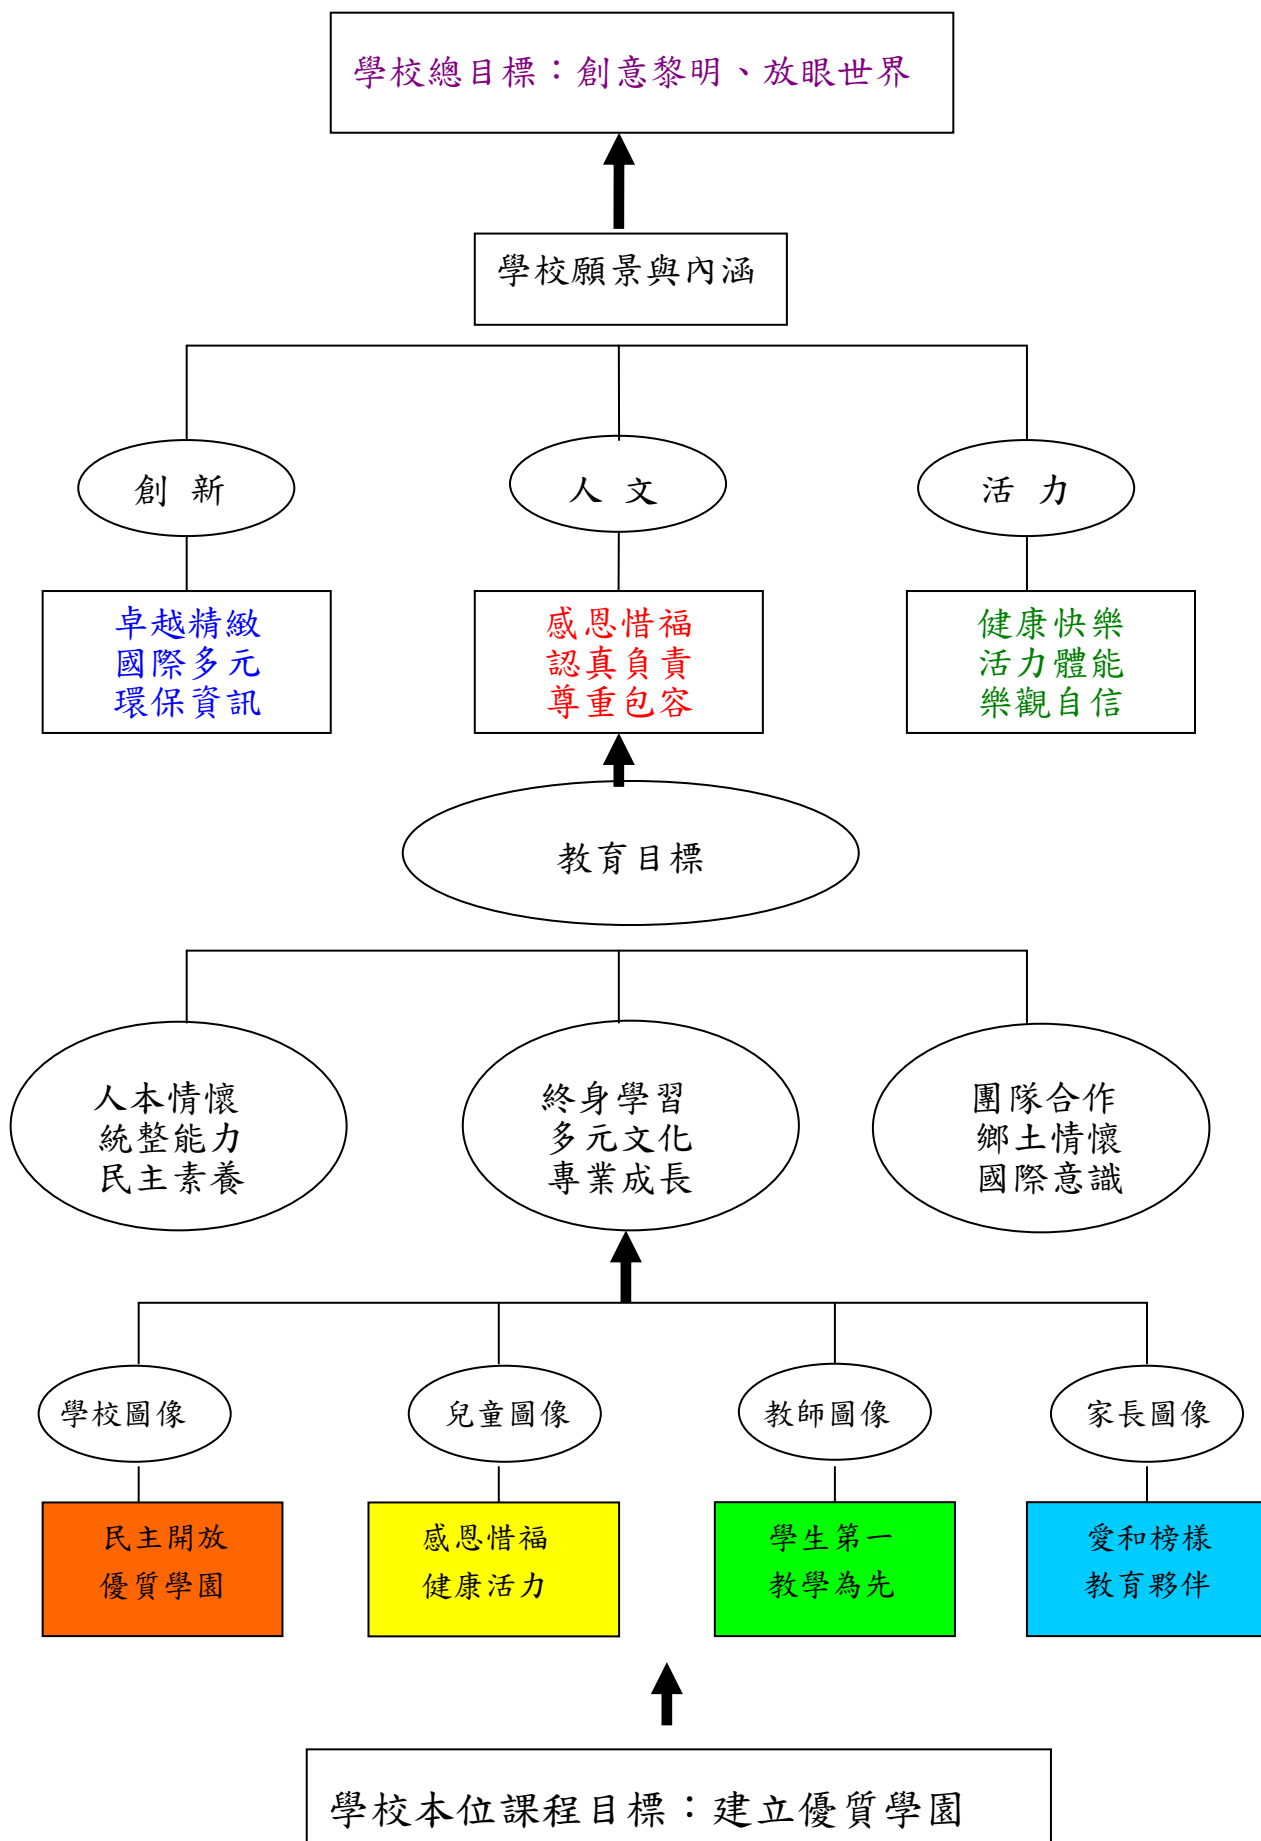 學校總目標：創意黎明、放眼世界
學校願景與內涵
創 新
人 文
活 力
卓越精緻
國際多元
環保資訊
感恩惜福
認真負責
尊重包容
健康快樂
活力體能
樂觀自信
教育目標
人本情懷
統整能力
民主素養
終身學習
多元文化
專業成長
團隊合作
鄉土情懷
國際意識
學校圖像
兒童圖像
教師圖像
家長圖像
民主開放
優質學園
感恩惜福
健康活力
學生第一
教學為先
愛和榜樣
教育夥伴
學校本位課程目標：建立優質學園